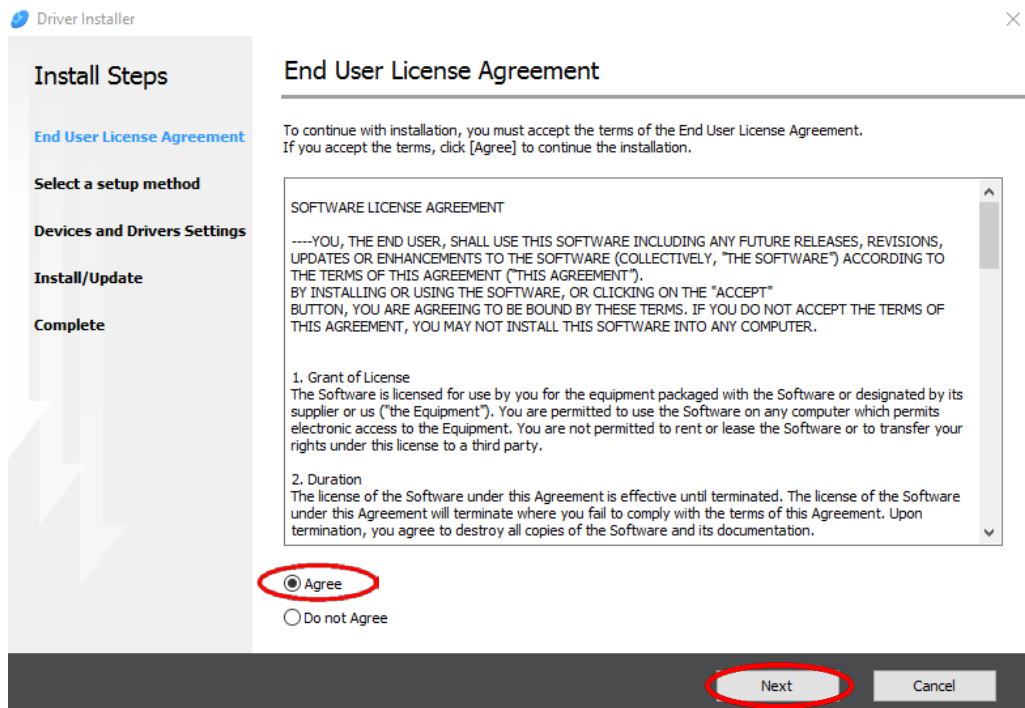 Driver Installer
Install Steps
End User License Agreement
Select a setup method
Devices and Drivers Settings
Install/Update
Complete
End User License Agreement
To continue with installation, you must accept the terms of the End User License Agreement.
If you accept the terms, click [Agree] to continue the installation.
SOFTWARE LICENSE AGREEMENT
----YOU, THE END USER, SHALL USE THIS SOFTWARE INCLUDING ANY FUTURE RELEASES, REVISIONS,
UPDATES OR ENHANCEMENTS TO THE SOFTWARE (COLLECTIVELY, "THE SOFTWARE") ACCORDING TO
THE TERMS OF THIS AGREEMENT ("THIS AGREEMENT").
BY INSTALLING OR USING THE SOFTWARE, OR CLICKING ON THE "ACCEPT"
BUTTON, YOU ARE AGREEING TO BE BOUND BY THESE TERMS. IF YOU DO NOT ACCEPT THE TERMS OF
THIS AGREEMENT, YOU MAY NOT INSTALL THIS SOFTWARE INTO ANY COMPUTER.
1. Grant of License
The Software is licensed for use by you for the equipment packaged with the Software or designated by its
supplier or us ("the Equipment"). You are permitted to use the Software on any computer which permits
electronic access to the Equipment. You are not permitted to rent or lease the Software or to transfer your
rights under this license to a third party.
2. Duration
The license of the Software under this Agreement is effective until terminated. The license of the Software
under this Agreement will terminate where you fail to comply with the terms of this Agreement. Upon
termination, you agree to destroy all copies of the Software and its documentation.
Agree
Do not Agree
Next
Cancel